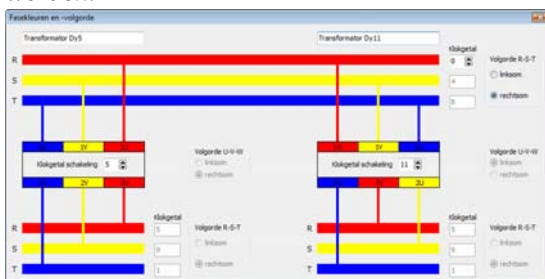 Fasekleuren en -volgorde
Transformator Dy5
Transformator Dy11
Klokgetal
R
0
Volgorde R-S-T
S
4
linksom
T
8
rechtsom
1V
1V
Klokgetal schakeling 5
Volgorde U-V-W
linksom
rechtsom
Klokgetal schakeling 11
Volgorde U-V-W
linksom
rechtsom
2V
2U
Klokgetal
Klokgetal
R
5
Volgorde R-S-T
R
5
Volgorde R-S-T
S
9
linksom
S
9
linksom
T
1
rechtsom
T
1
rechtsom